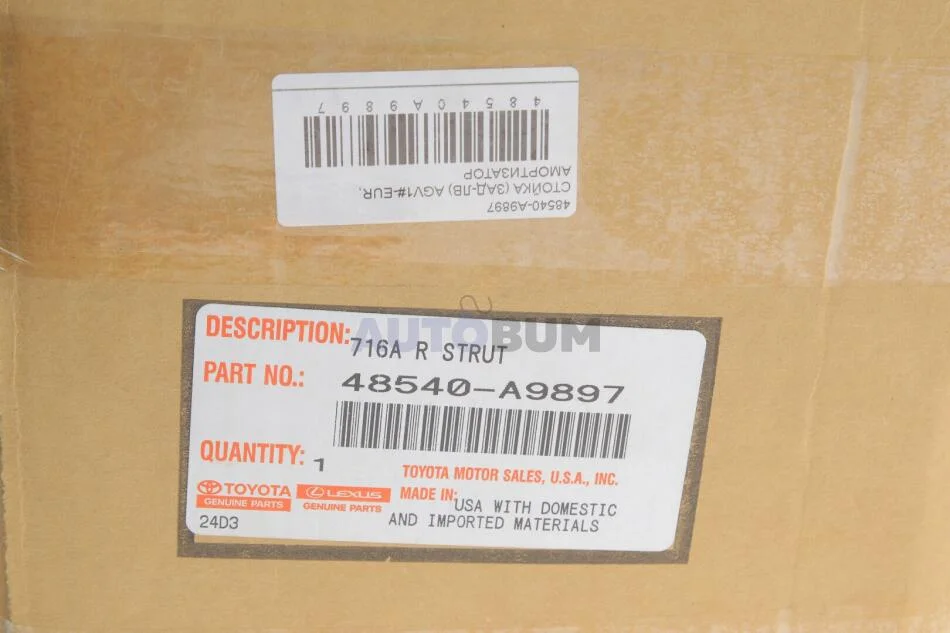 48540-A9897
СТОЙКА (ЗАД-ЛВ) AGV1#-EUR,
АМОРТИЗАТОР
48540A9897
AUTOBUM
DESCRIPTION: 716A R STRUT
PART NO.: 48540-A9897
QUANTITY: 1
TOYOTA MOTOR SALES, U.S.A., INC.
TOYOTA
GENUINE PARTS
LEXUS
GENUINE PARTS
MADE IN: USA WITH DOMESTIC
AND IMPORTED MATERIALS
24D3